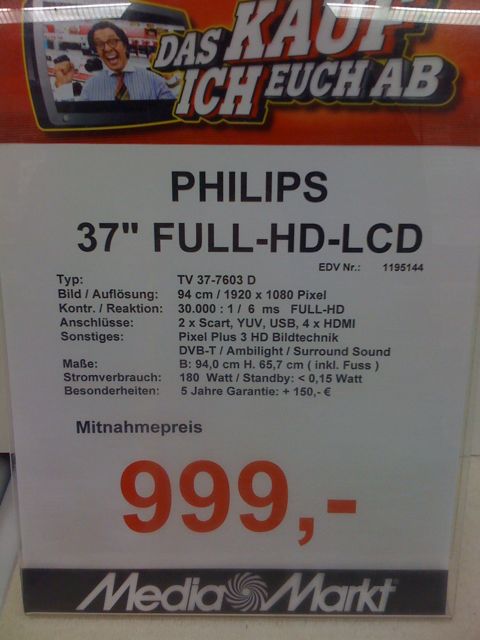 DAS KAUF
ICH EUCH AB
PHILIPS
37" FULL-HD-LCD
EDV Nr.: 1195144
Typ: TV 37-7603 D
Bild / Auflösung: 94 cm / 1920 x 1080 Pixel
Kontr. / Reaktion: 30.000 : 1 / 6 ms FULL-HD
Anschlüsse: 2 x Scart, YUV, USB, 4 x HDMI
Sonstiges: Pixel Plus 3 HD Bildtechnik
DVB-T / Ambilight / Surround Sound
Maße: B: 94,0 cm H. 65,7 cm ( inkl. Fuss )
Stromverbrauch: 180 Watt / Standby: < 0,15 Watt
Besonderheiten: 5 Jahre Garantie: + 150,- €
Mitnahmepreis
999,-
Media Markt